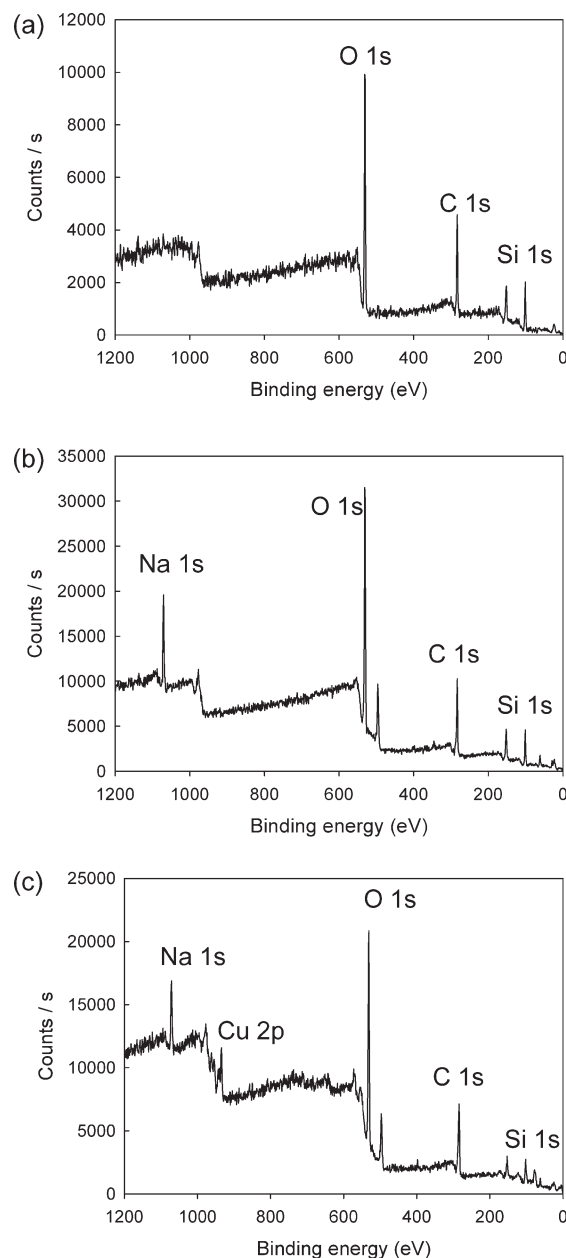 (a)
12000
10000
8000
6000
4000
2000
0
Counts / s
O 1s
C 1s
Si 1s
1200 1000 800 600 400 200 0
Binding energy (eV)
(b)
35000
30000
25000
20000
15000
10000
5000
0
Counts / s
Na 1s
O 1s
C 1s
Si 1s
1200 1000 800 600 400 200 0
Binding energy (eV)
(c)
25000
20000
15000
10000
5000
0
Counts / s
Na 1s
Cu 2p
O 1s
C 1s
Si 1s
1200 1000 800 600 400 200 0
Binding energy (eV)